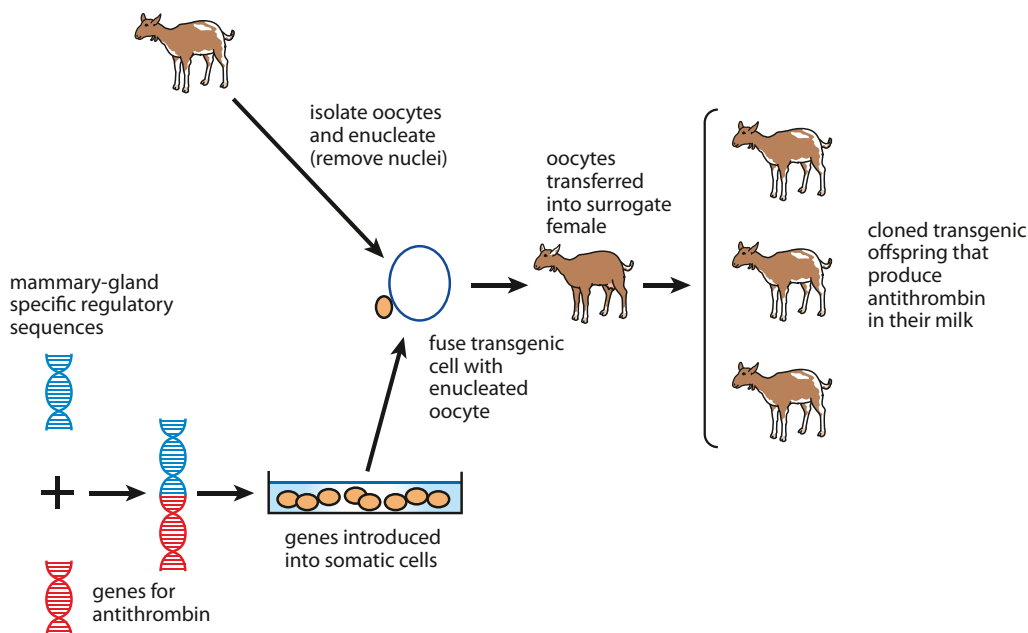 isolate oocytes
and enucleate
(remove nuclei)
oocytes
transferred
into surrogate
female
cloned transgenic
offspring that
produce
antithrombin
in their milk
mammary-gland
specific regulatory
sequences
fuse transgenic
cell with
enucleated
oocyte
+
genes introduced
into somatic cells
genes for
antithrombin